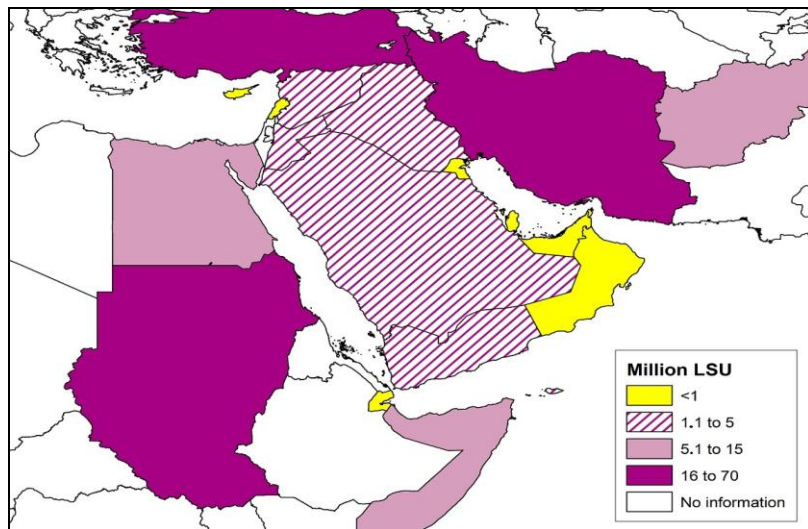 Million LSU
<1
1.1 to 5
5.1 to 15
16 to 70
No information